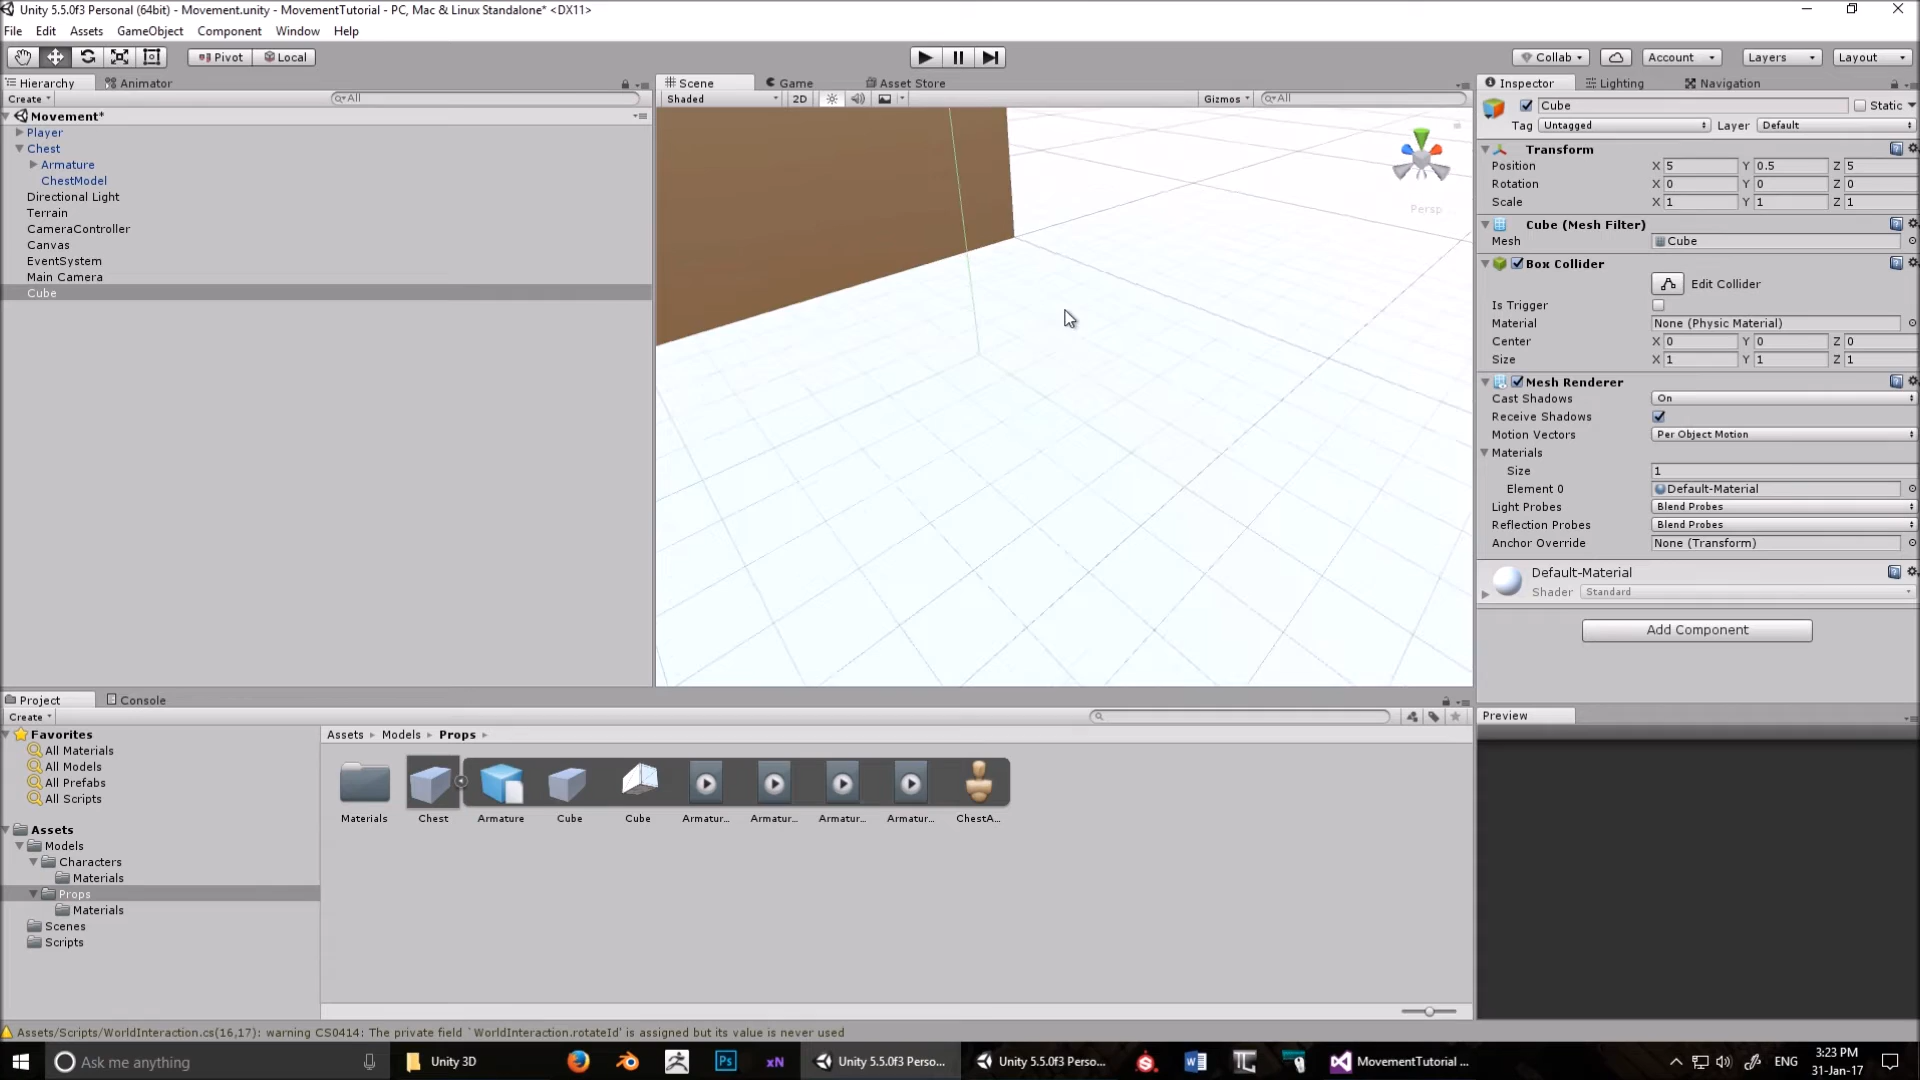 Unity 5.5.0f3 Personal (64bit) - Movement.unity - MovementTutorial - PC, Mac & Linux Standalone* <DX11>
File Edit Assets GameObject Component Window Help
Pivot Local Collab Account Layers Layout
Hierarchy Animator Scene Game Asset Store Inspector Lighting Navigation
Create All Shaded 2D Gizmos All
Cube Static
Tag Untagged Layer Default
Movement*
Player
Chest
Armature
ChestModel
Directional Light
Terrain
CameraController
Canvas
EventSystem
Main Camera
Cube
Persp
Transform
Position X 5 Y 0.5 Z 5
Rotation X 0 Y 0 Z 0
Scale X 1 Y 1 Z 1
Cube (Mesh Filter)
Mesh Cube
Box Collider
Edit Collider
Is Trigger
Material None (Physic Material)
Center X 0 Y 0 Z 0
Size X 1 Y 1 Z 1
Mesh Renderer
Cast Shadows On
Receive Shadows
Motion Vectors Per Object Motion
Materials
Size 1
Element 0 Default-Material
Light Probes Blend Probes
Reflection Probes Blend Probes
Anchor Override None (Transform)
Default-Material
Shader Standard
Add Component
Preview
Project Console
Create
Favorites
All Materials
All Models
All Prefabs
All Scripts
Assets
Models
Characters
Materials
Props
Materials
Scenes
Scripts
Assets Models Props
Materials Chest Armature Cube Cube Armatur... Armatur... Armatur... Armatur... ChestA...
Assets/Scripts/WorldInteraction.cs(16,17): warning CS0414: The private field `WorldInteraction.rotateId' is assigned but its value is never used
Ask me anything Unity 3D Ps xN Unity 5.5.0f3 Perso... Unity 5.5.0f3 Perso... MovementTutorial ... ENG 3:23 PM
31-Jan-17